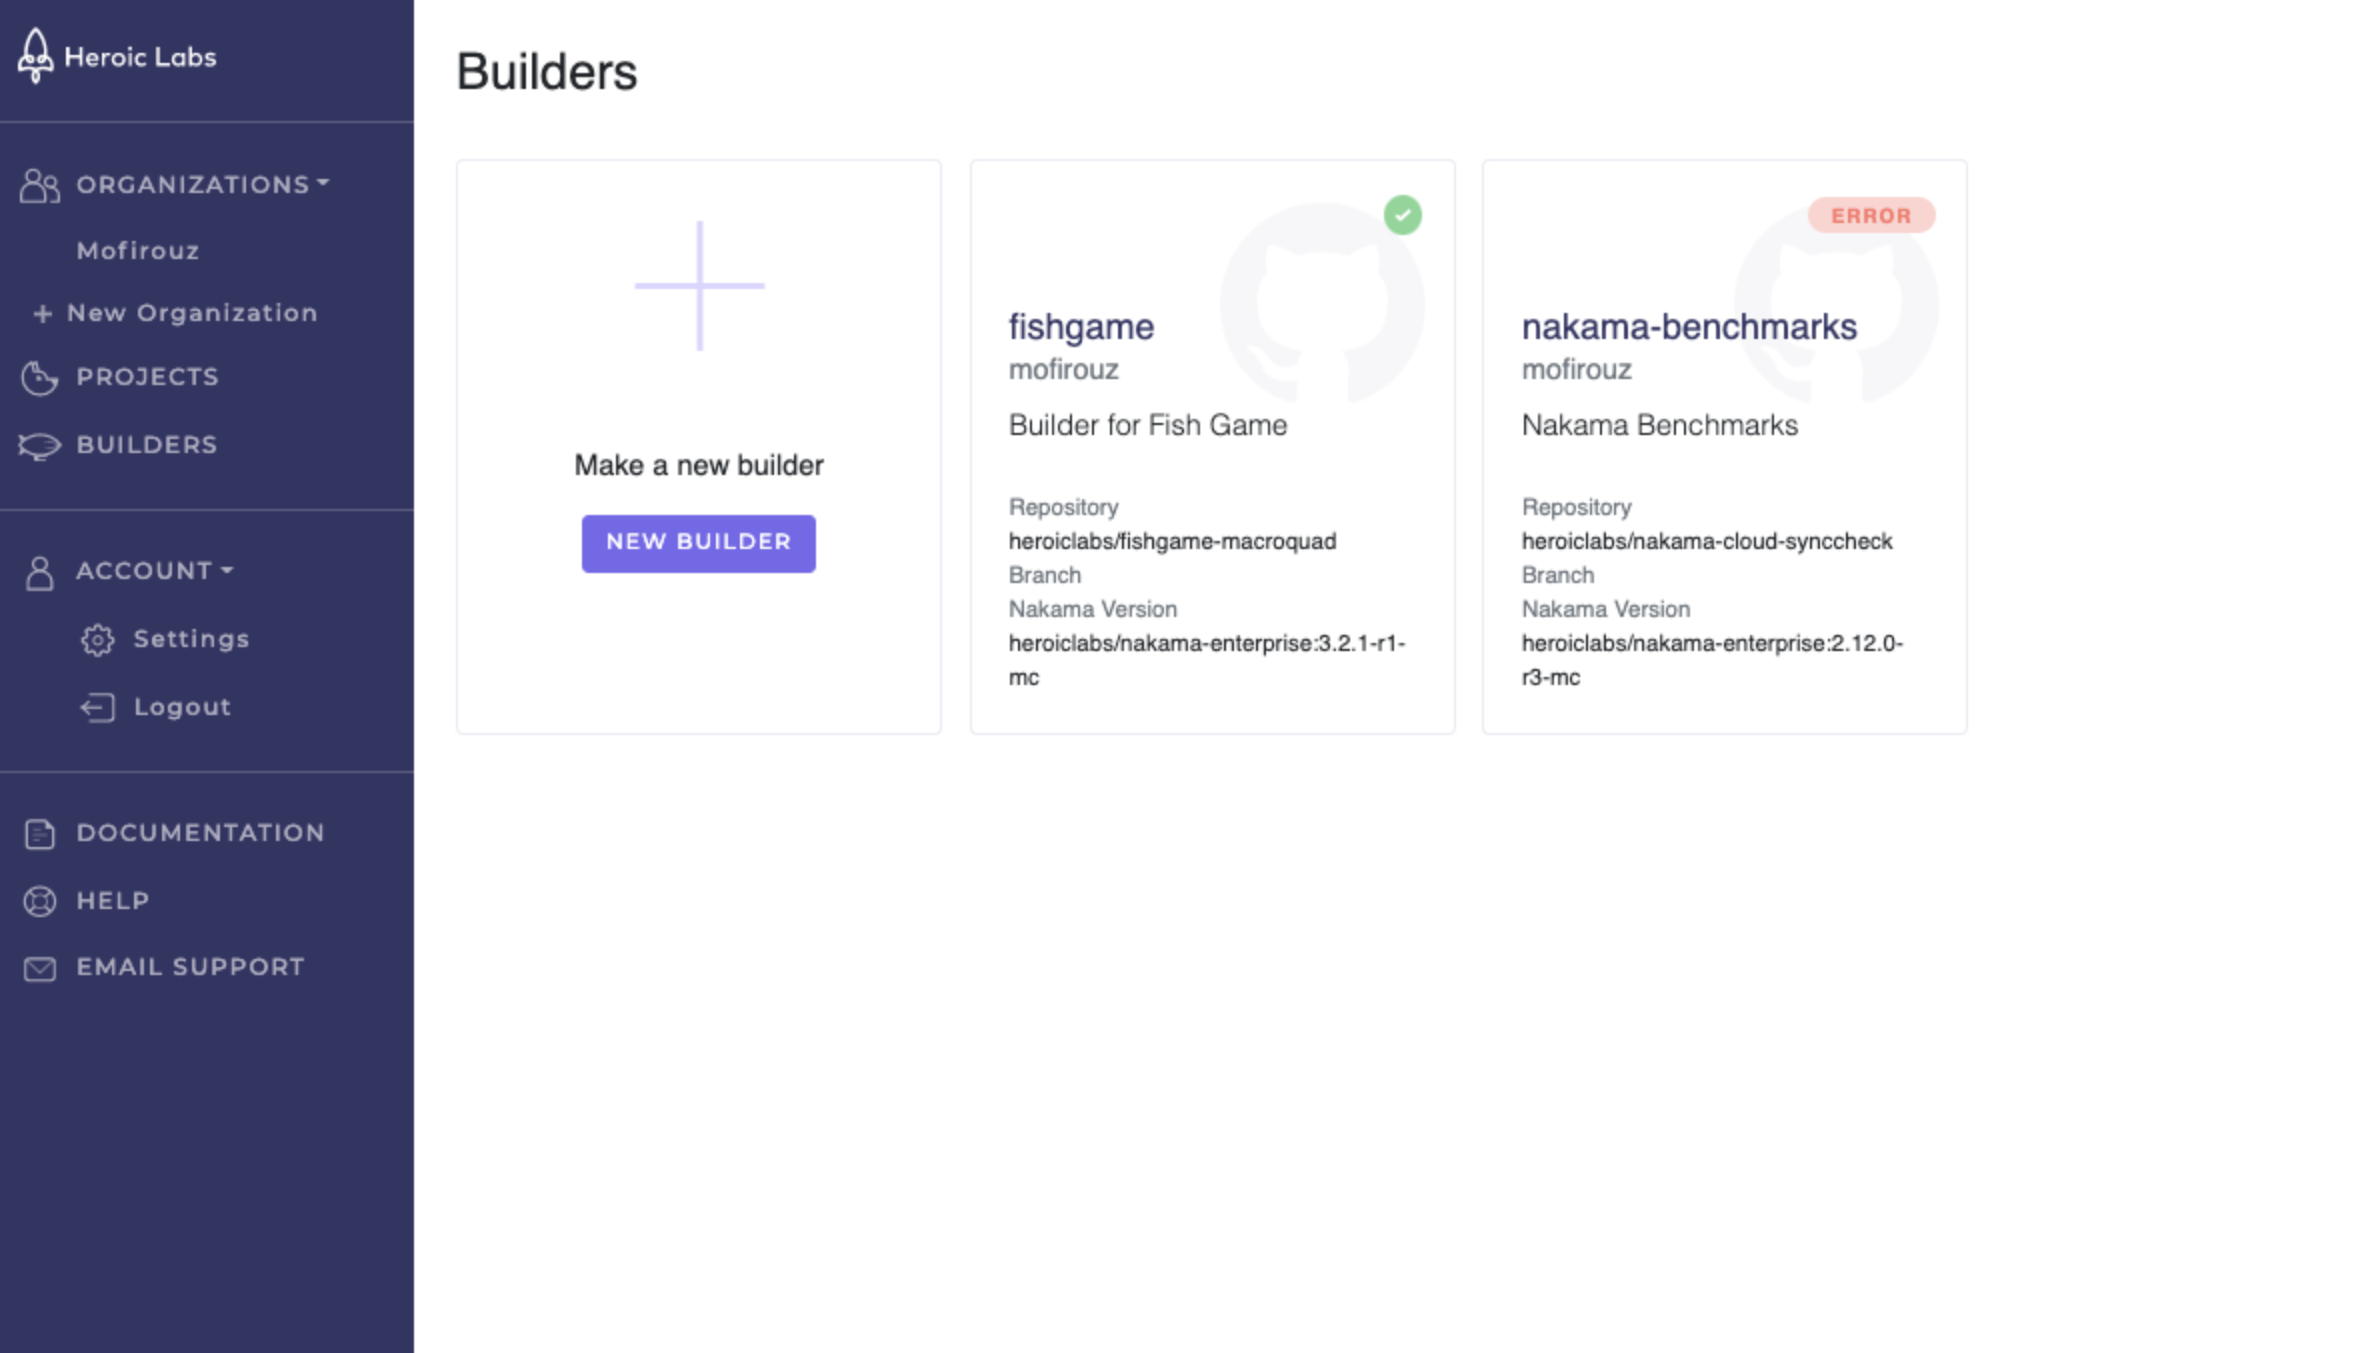 Heroic Labs
ORGANIZATIONS
Mofirouz
+ New Organization
PROJECTS
BUILDERS
ACCOUNT
Settings
Logout
DOCUMENTATION
HELP
EMAIL SUPPORT
Builders
Make a new builder
NEW BUILDER
fishgame
mofirouz
Builder for Fish Game
Repository
heroiclabs/fishgame-macroquad
Branch
Nakama Version
heroiclabs/nakama-enterprise:3.2.1-r1-
mc
ERROR
nakama-benchmarks
mofirouz
Nakama Benchmarks
Repository
heroiclabs/nakama-cloud-synccheck
Branch
Nakama Version
heroiclabs/nakama-enterprise:2.12.0-
r3-mc